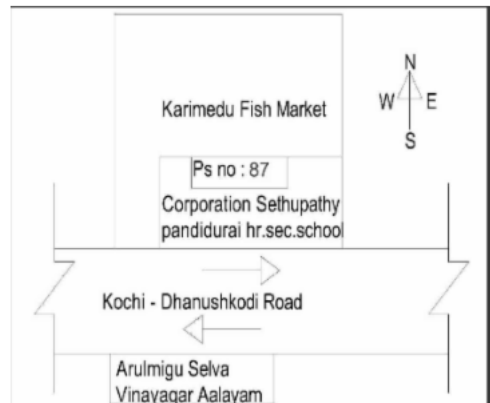 N
W E
S
Karimedu Fish Market
Ps no : 87
Corporation Sethupathy
pandidurai hr.sec.school
Kochi - Dhanushkodi Road
Arulmigu Selva
Vinayagar Aalayam